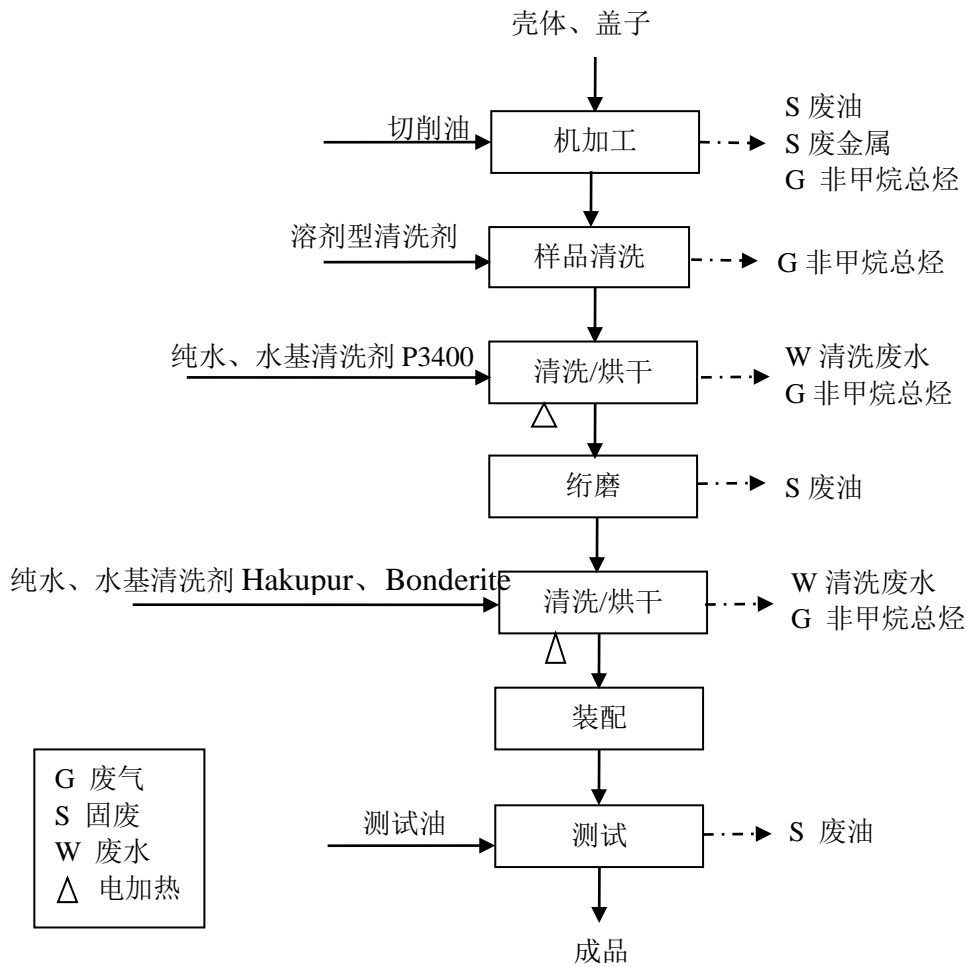 壳体、盖子
切削油
机加工
S 废油
S 废金属
G 非甲烷总烃
溶剂型清洗剂
样品清洗
G 非甲烷总烃
纯水、水基清洗剂 P3400
清洗/烘干
W 清洗废水
G 非甲烷总烃
绗磨
S 废油
纯水、水基清洗剂 Hakupur、Bonderite
清洗/烘干
W 清洗废水
G 非甲烷总烃
装配
测试油
测试
S 废油
成品
G 废气
S 固废
W 废水
△ 电加热